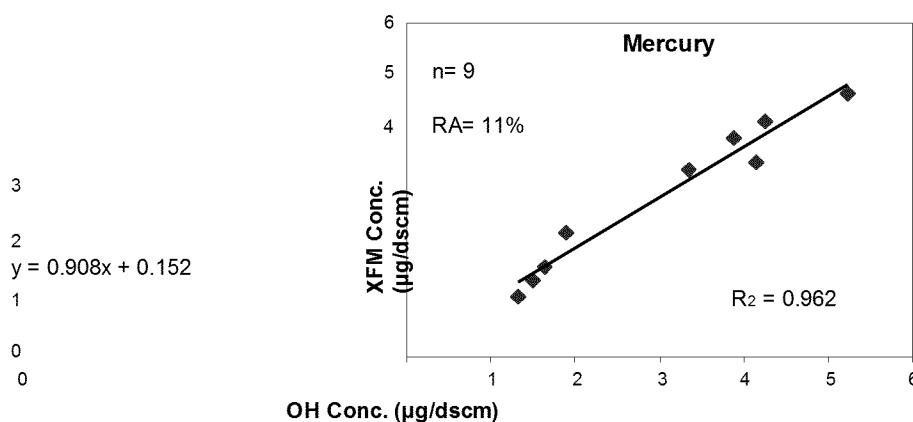 6
Mercury
5
n= 9
4
RA= 11%
3
XFM Conc.
(µg/dscm)
2
y = 0.908x + 0.152
1
R2 = 0.962
0
0 1 2 3 4 5 6
OH Conc. (µg/dscm)